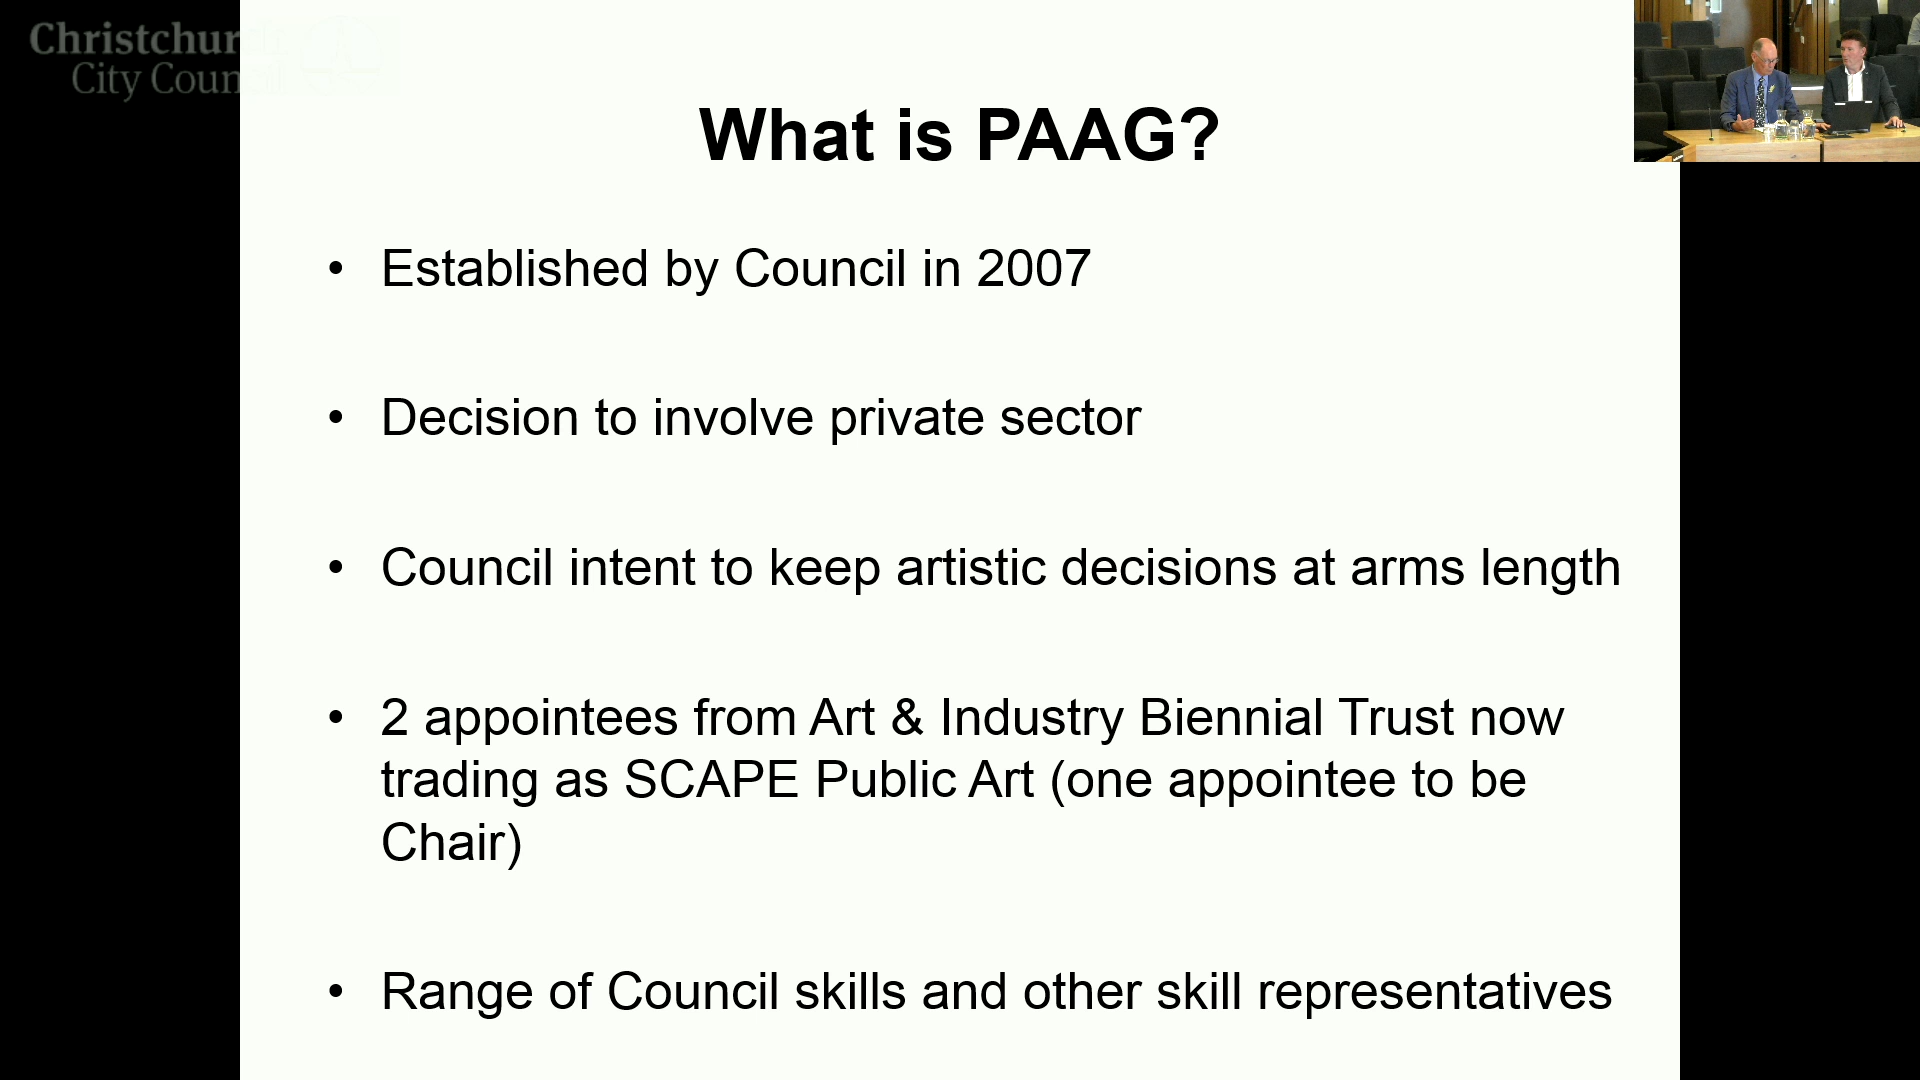 Christchurch
City Council
What is PAAG?
• Established by Council in 2007
• Decision to involve private sector
• Council intent to keep artistic decisions at arms length
• 2 appointees from Art & Industry Biennial Trust now
trading as SCAPE Public Art (one appointee to be
Chair)
• Range of Council skills and other skill representatives